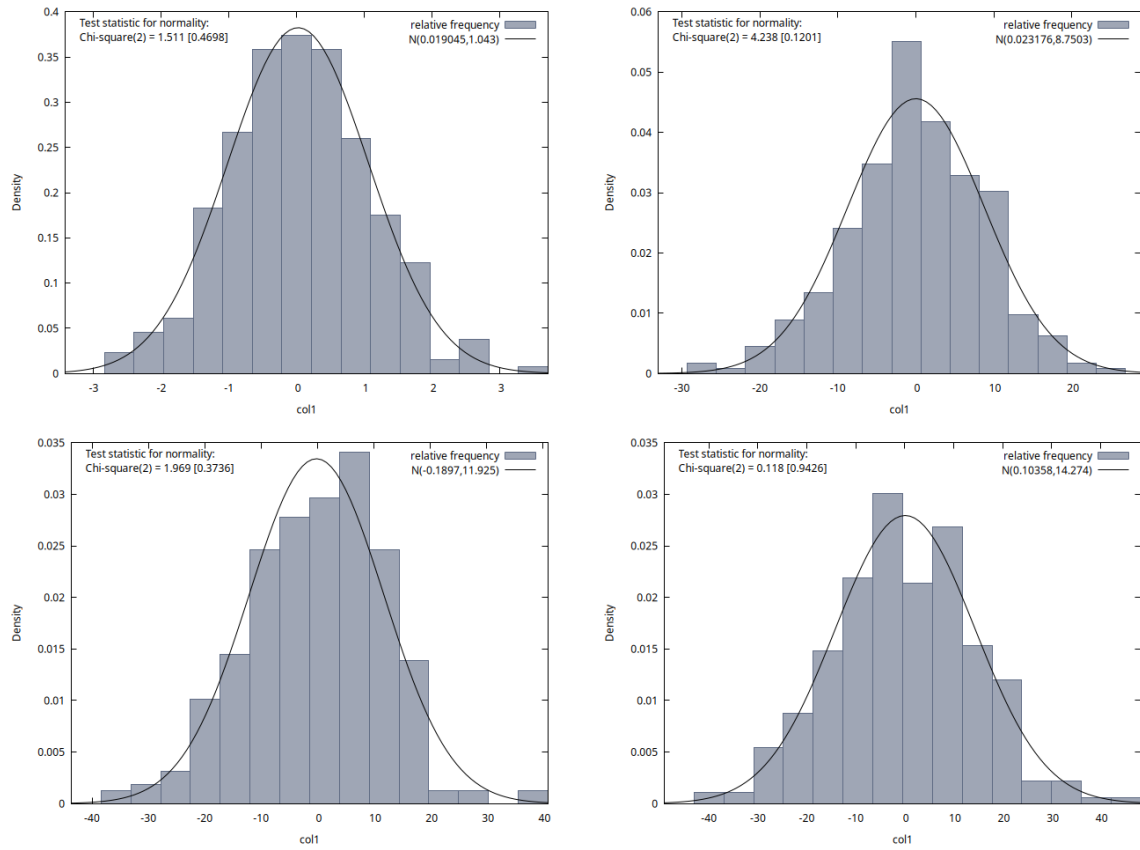 Test statistic for normality:
Chi-square(2) = 1.511 [0.4698]
relative frequency
N(0.019045,1.043)
0.4
0.35
0.3
0.25
0.2
0.15
0.1
0.05
0
Density
-3
-2
-1
0
1
2
3
col1
Test statistic for normality:
Chi-square(2) = 4.238 [0.1201]
relative frequency
N(0.023176,8.7503)
0.06
0.05
0.04
0.03
0.02
0.01
0
Density
-30
-20
-10
0
10
20
col1
Test statistic for normality:
Chi-square(2) = 1.969 [0.3736]
relative frequency
N(-0.1897,11.925)
0.035
0.03
0.025
0.02
0.015
0.01
0.005
0
Density
-40
-30
-20
-10
0
10
20
30
40
col1
Test statistic for normality:
Chi-square(2) = 0.118 [0.9426]
relative frequency
N(0.10358,14.274)
0.035
0.03
0.025
0.02
0.015
0.01
0.005
0
Density
-40
-30
-20
-10
0
10
20
30
40
col1